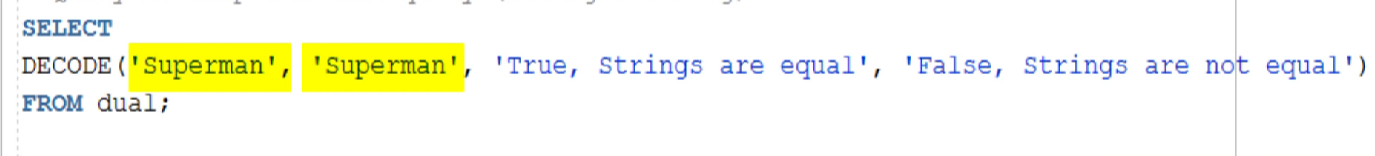 SELECT
DECODE('Superman', 'Superman', 'True, Strings are equal', 'False, Strings are not equal')
FROM dual;